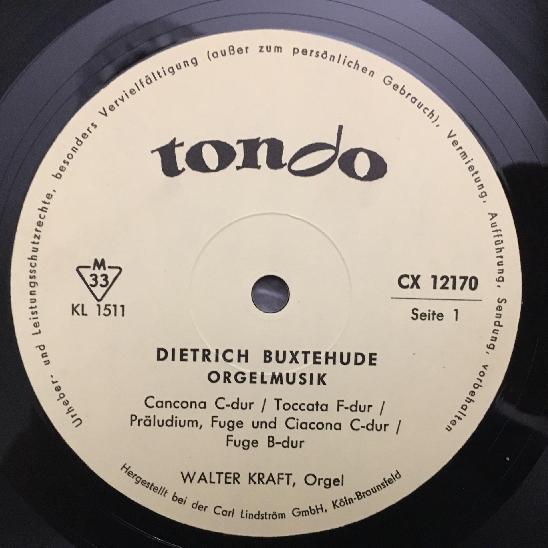 Urheber- und Leistungsschutzrechte, besonders Vervielfältigung (außer zum persönlichen Gebrauch), Vermietung, Aufführung, Sendung, vorbehalten
tondo
M
33
KL 1511
CX 12170
Seite 1
DIETRICH BUXTEHUDE
ORGELMUSIK
Cancona C-dur / Toccata F-dur /
Präludium, Fuge und Ciacona C-dur /
Fuge B-dur
WALTER KRAFT, Orgel
Hergestellt bei der Carl Lindström GmbH, Köln-Braunsfeld